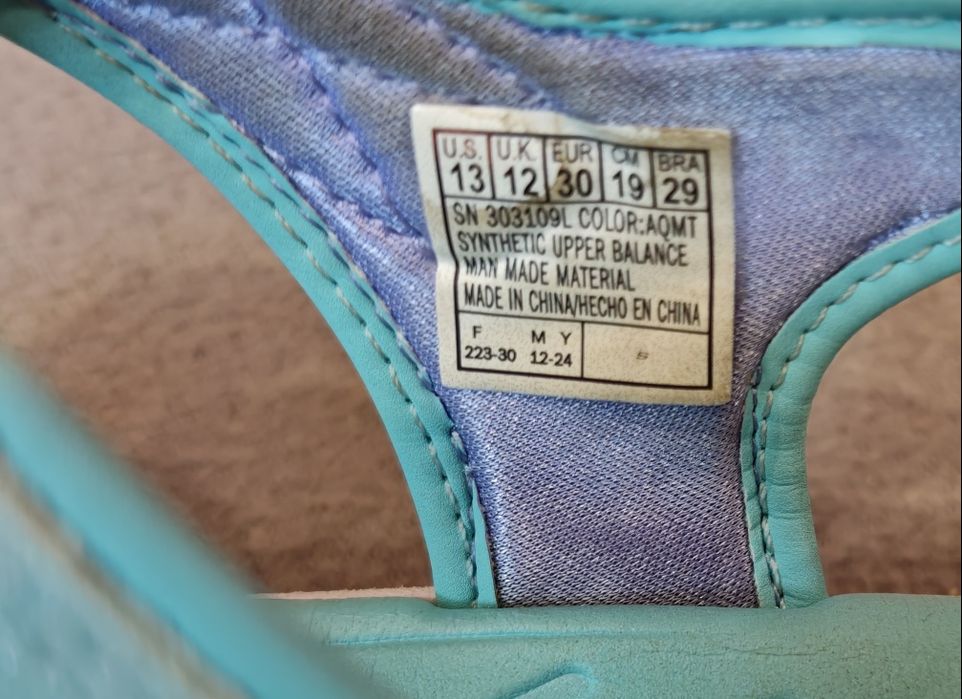 U.S. U.K. EUR CM BRA
13 12 30 19 29
SN 303109L COLOR:AQMT
SYNTHETIC UPPER BALANCE
MAN MADE MATERIAL
MADE IN CHINA/HECHO EN CHINA
F M Y
223-30 12-24